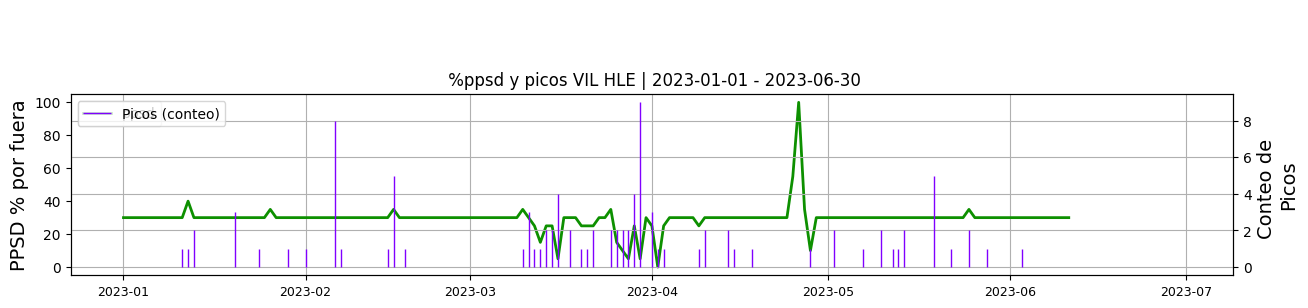 %ppsd y picos VIL HLE | 2023-01-01 - 2023-06-30
Picos (conteo)
PPSD % por fuera
100
80
60
40
20
0
Conteo de
Picos
8
6
4
2
0
2023-01 2023-02 2023-03 2023-04 2023-05 2023-06 2023-07